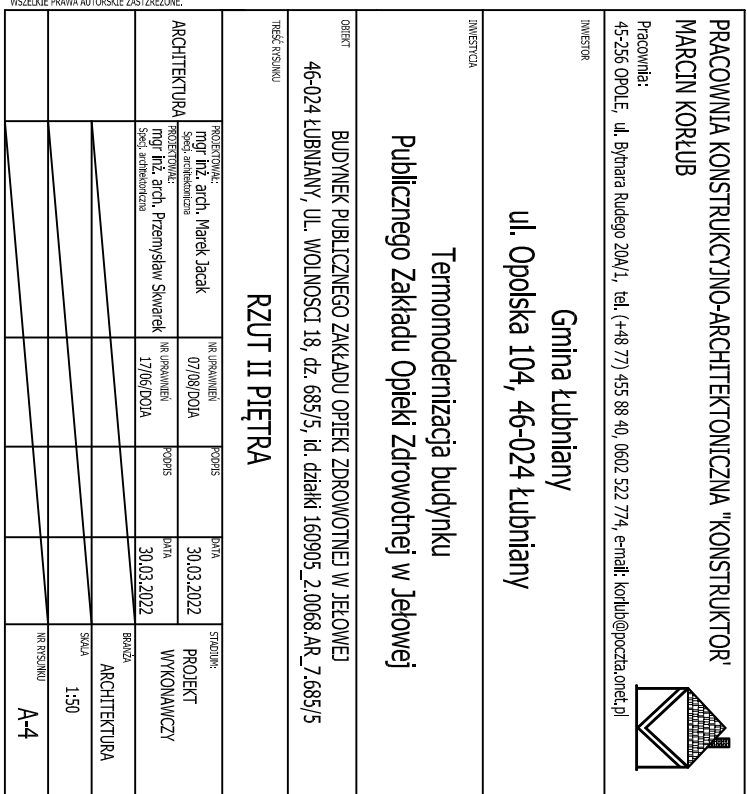 PRACOWNIA KONSTRUKCYJNO-ARCHITEKTONICZNA "KONSTRUKTOR'
MARCIN KORŁUB
Pracownia:
45-256 OPOLE, ul. Bytnara Rudego 20A/1, tel. (+48 77) 455 88 40, 0602 522 774, e-mail: korlub@poczta.onet.pl
INWESTOR
Gmina Łubniany
ul. Opolska 104, 46-024 Łubniany
INWESTYCJA
Termomodernizacja budynku
Publicznego Zakładu Opieki Zdrowotnej w Jełowej
OBIEKT
BUDYNEK PUBLICZNEGO ZAKŁADU OPIEKI ZDROWOTNEJ W JEŁOWEJ
46-024 ŁUBNIANY, UL. WOLNOSCI 18, dz. 685/5, id. działki 160905_2.0068.AR_7.685/5
TREŚĆ RYSUNKU
RZUT II PIĘTRA
ARCHITEKTURA
PROJEKTOWAŁ:
mgr inż. arch. Marek Jacak
Specj. architektoniczna
NR UPRAWNIEŃ
07/08/DOIA
PODPIS
DATA
30.03.2022
PROJEKTOWAŁ:
mgr inż. arch. Przemysław Skwarek
Specj. architektoniczna
NR UPRAWNIEŃ
17/06/DOIA
PODPIS
DATA
30.03.2022
STADIUM:
PROJEKT
WYKONAWCZY
BRANŻA
ARCHITEKTURA
SKALA
1:50
NR RYSUNKU
A-4
WSZELKIE PRAWA AUTORSKIE ZASTRZEŻONE.